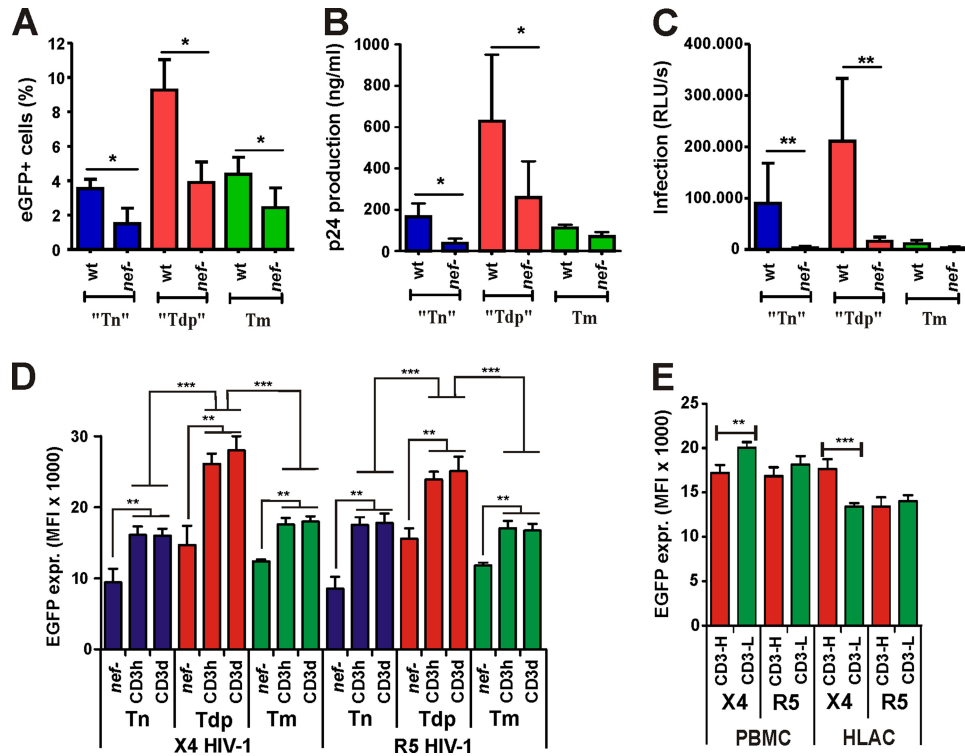 A
eGFP+ cells (%)
12
10
8
6
4
2
0
*
*
*
wt
nef-
wt
nef-
wt
nef-
"Tn"
"Tdp"
Tm
B
p24 production (ng/ml)
1000
800
600
400
200
0
*
*
wt
nef-
wt
nef-
wt
nef-
"Tn"
"Tdp"
Tm
C
Infection (RLU/s)
400.000
300.000
200.000
100.000
0
**
**
wt
nef-
wt
nef-
wt
nef-
"Tn"
"Tdp"
Tm
D
EGFP expr. (MFI x 1000)
30
20
10
0
***
***
**
**
**
***
***
**
**
**
nef-
CD3h
CD3d
nef-
CD3h
CD3d
nef-
CD3h
CD3d
nef-
CD3h
CD3d
nef-
CD3h
CD3d
nef-
CD3h
CD3d
Tn
Tdp
Tm
Tn
Tdp
Tm
X4 HIV-1
R5 HIV-1
E
EGFP expr. (MFI x 1000)
25
20
15
10
5
0
**
***
CD3-H
CD3-L
CD3-H
CD3-L
CD3-H
CD3-L
CD3-H
CD3-L
X4
R5
X4
R5
PBMC
HLAC